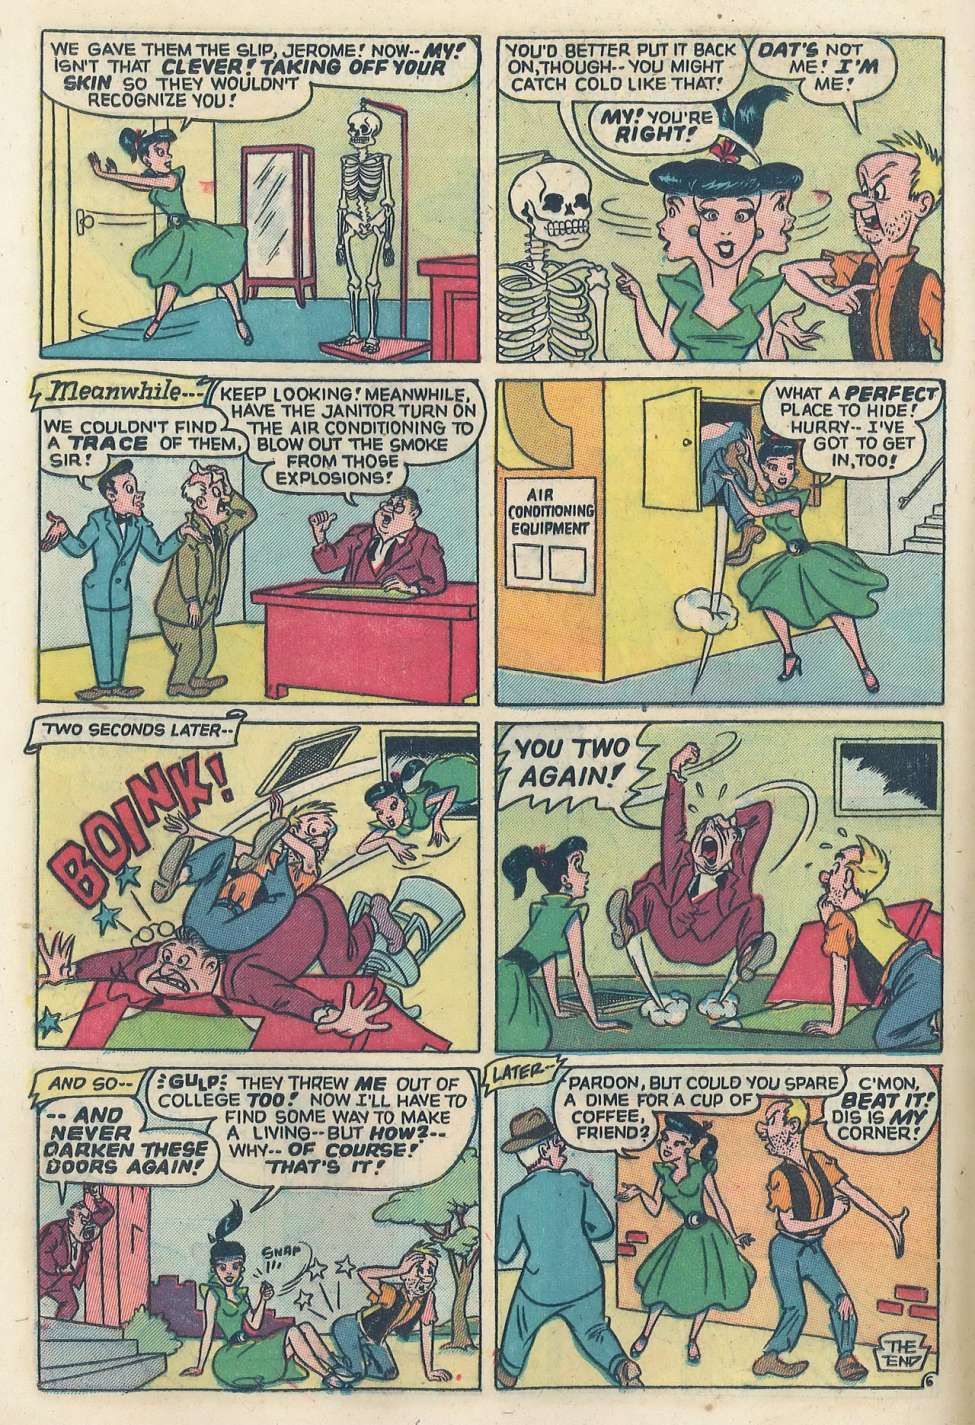 WE GAVE THEM THE SLIP, JEROME! NOW-- MY!
ISN'T THAT CLEVER! TAKING OFF YOUR
SKIN SO THEY WOULDN'T
RECOGNIZE YOU!
YOU'D BETTER PUT IT BACK
ON, THOUGH-- YOU MIGHT
CATCH COLD LIKE THAT!
MY! YOU'RE
RIGHT!
DAT'S NOT
ME! I'M
ME!
Meanwhile---
WE COULDN'T FIND
A TRACE OF THEM,
SIR!
KEEP LOOKING! MEANWHILE,
HAVE THE JANITOR TURN ON
THE AIR CONDITIONING TO
BLOW OUT THE SMOKE
FROM THOSE
EXPLOSIONS!
WHAT A PERFECT
PLACE TO HIDE!
HURRY-- I'VE
GOT TO GET
IN, TOO!
AIR
CONDITIONING
EQUIPMENT
TWO SECONDS LATER--
BOINK!
YOU TWO
AGAIN!
AND SO--
-- AND
NEVER
DARKEN THESE
DOORS AGAIN!
:GULP: THEY THREW ME OUT OF
COLLEGE TOO! NOW I'LL HAVE TO
FIND SOME WAY TO MAKE
A LIVING-- BUT HOW?--
WHY-- OF COURSE!
THAT'S IT!
SNAP
!!!
LATER--
PARDON, BUT COULD YOU SPARE
A DIME FOR A CUP OF
COFFEE,
FRIEND?
C'MON,
BEAT IT!
DIS IS MY
CORNER!
THE
END
6